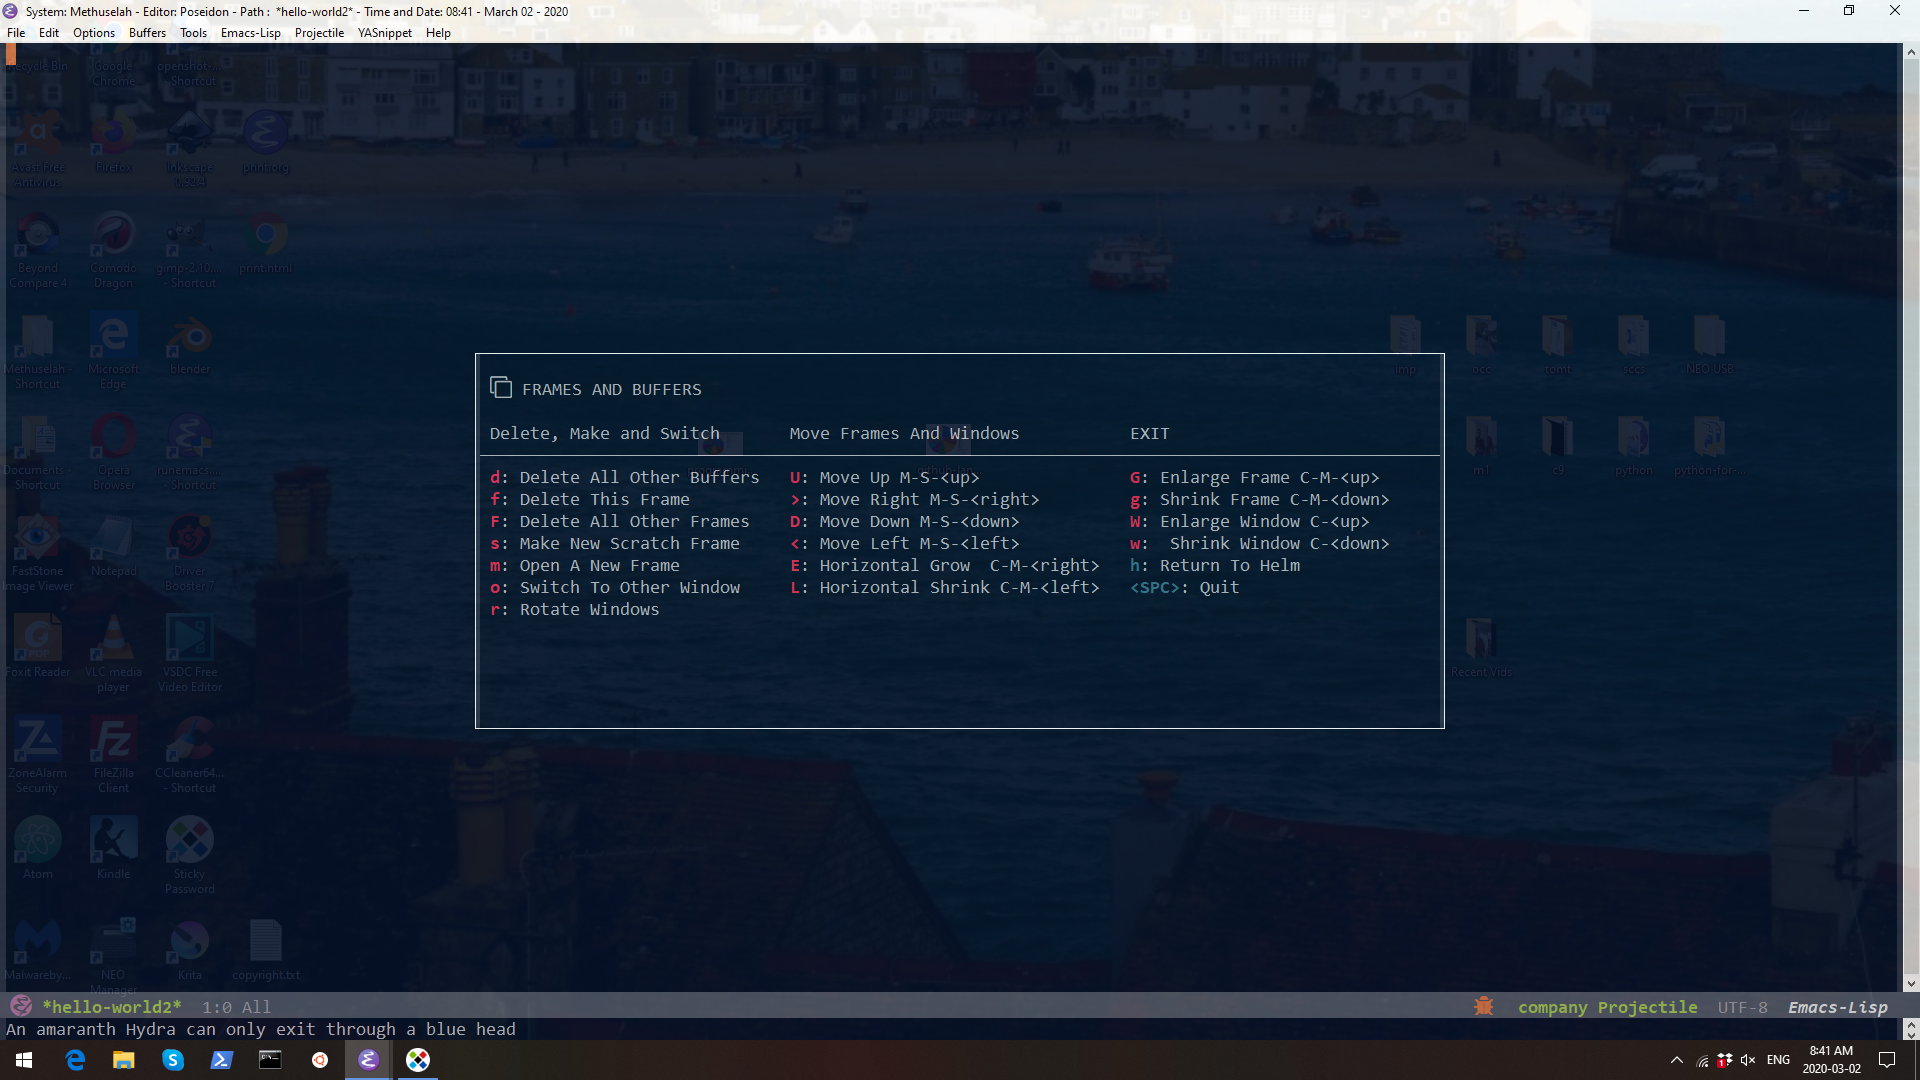 System: Methuselah - Editor: Poseidon - Path : *hello-world2* - Time and Date: 08:41 - March 02 - 2020
File Edit Options Buffers Tools Emacs-Lisp Projectile YASnippet Help
Recycle Bin
Google Chrome
openshot-... - Shortcut
Avast Free Antivirus
Firefox
Inkscape 0.92.4
print.org
Beyond Compare 4
Comodo Dragon
gimp-2.10.... - Shortcut
print.html
Methuselah - Shortcut
Microsoft Edge
blender
imp
occ
tomt
sccs
NEO USB
Documents - Shortcut
Opera Browser
runemacs.... - Shortcut
m1
c9
python
python-for-...
FRAMES AND BUFFERS
Delete, Make and Switch Move Frames And Windows EXIT
d: Delete All Other Buffers U: Move Up M-S-<up> G: Enlarge Frame C-M-<up>
f: Delete This Frame >: Move Right M-S-<right> g: Shrink Frame C-M-<down>
F: Delete All Other Frames D: Move Down M-S-<down> W: Enlarge Window C-<up>
s: Make New Scratch Frame <: Move Left M-S-<left> w: Shrink Window C-<down>
m: Open A New Frame E: Horizontal Grow C-M-<right> h: Return To Helm
o: Switch To Other Window L: Horizontal Shrink C-M-<left> <SPC>: Quit
r: Rotate Windows
FastStone Image Viewer
Notepad
Driver Booster 7
Foxit Reader
VLC media player
VSDC Free Video Editor
Recent Vids
ZoneAlarm Security
FileZilla Client
CCleaner64... - Shortcut
Atom
Kindle
Sticky Password
Malwareby...
NEO Manager
Krita
copyright.txt
*hello-world2* 1:0 All company Projectile UTF-8 Emacs-Lisp
An amaranth Hydra can only exit through a blue head
ENG 8:41 AM
2020-03-02